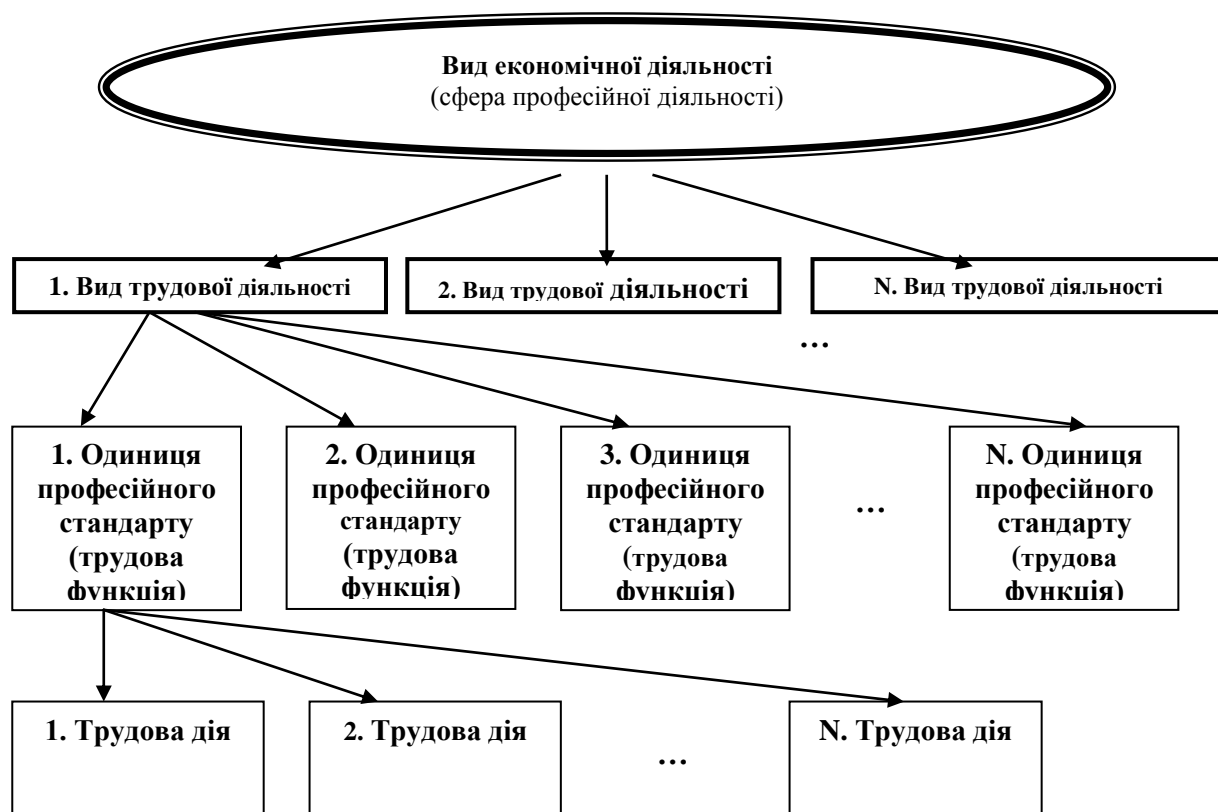 Вид економічної діяльності
(сфера професійної діяльності)
1. Вид трудової діяльності
2. Вид трудової діяльності
N. Вид трудової діяльності
...
1. Одиниця
професійного
стандарту
(трудова
функція)
2. Одиниця
професійного
стандарту
(трудова
функція)
3. Одиниця
професійного
стандарту
(трудова
функція)
...
N. Одиниця
професійного
стандарту
(трудова
функція)
1. Трудова дія
2. Трудова дія
...
N. Трудова дія